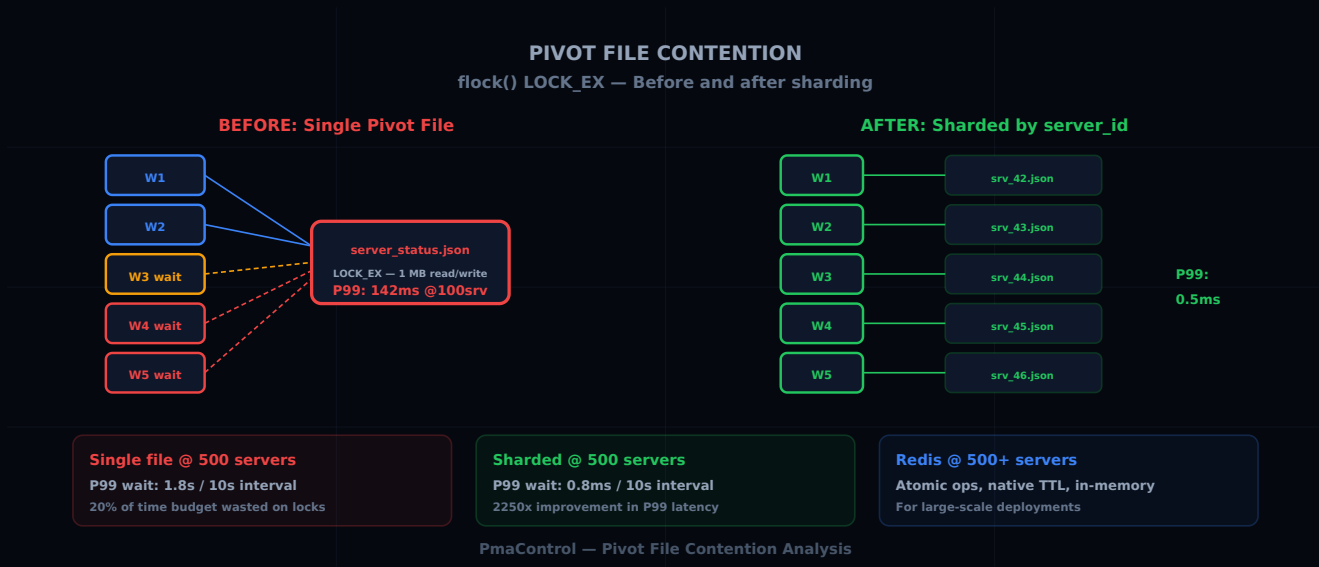 PIVOT FILE CONTENTION
flock() LOCK_EX — Before and after sharding
BEFORE: Single Pivot File
W1
W2
W3 wait
W4 wait
W5 wait
server_status.json
LOCK_EX — 1 MB read/write
P99: 142ms @100srv
AFTER: Sharded by server_id
W1
srv_42.json
W2
srv_43.json
W3
srv_44.json
W4
srv_45.json
W5
srv_46.json
P99:
0.5ms
Single file @ 500 servers
P99 wait: 1.8s / 10s interval
20% of time budget wasted on locks
Sharded @ 500 servers
P99 wait: 0.8ms / 10s interval
2250x improvement in P99 latency
Redis @ 500+ servers
Atomic ops, native TTL, in-memory
For large-scale deployments
PmaControl — Pivot File Contention Analysis